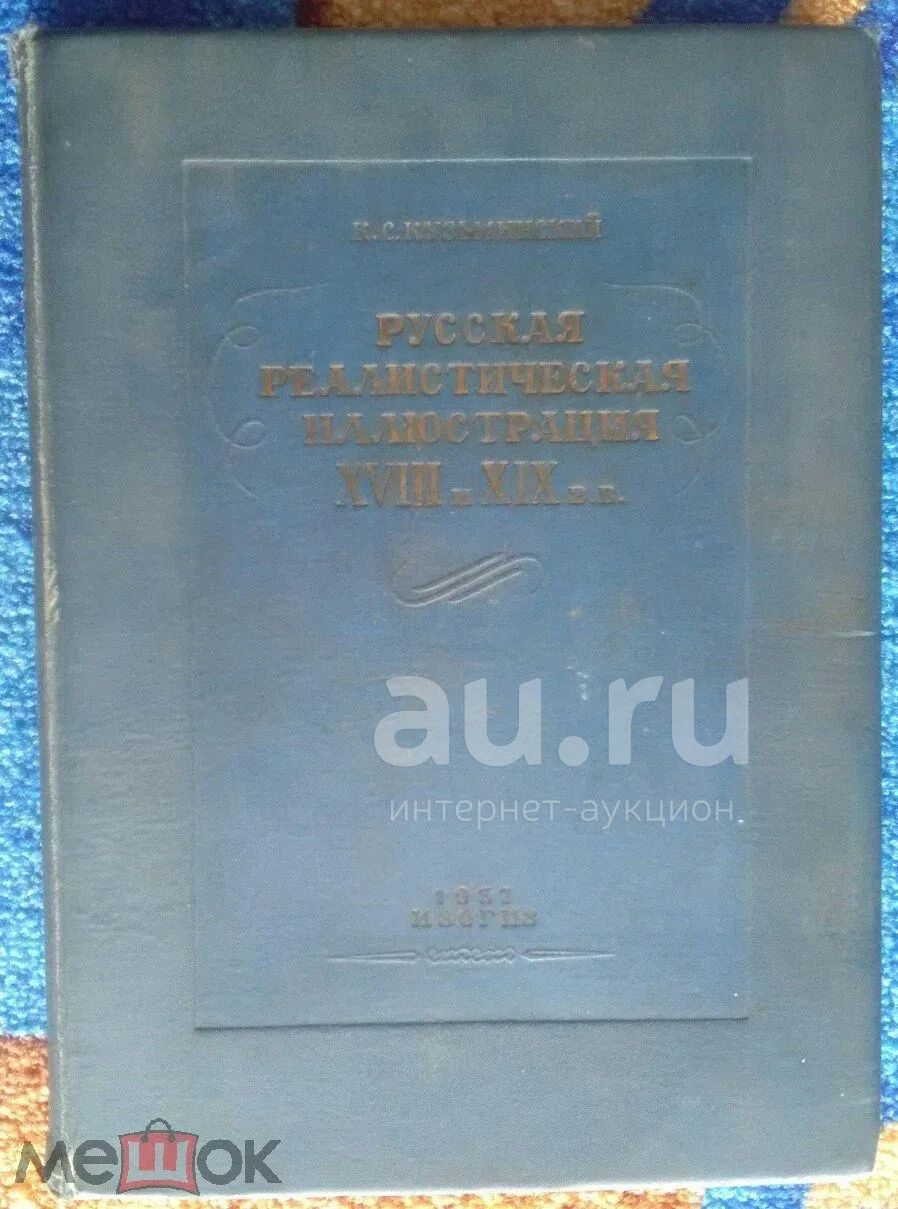 К. С. КУЗЬМИНСКИЙ
РУССКАЯ
РЕАЛИСТИЧЕСКАЯ
ИЛЛЮСТРАЦИЯ
XVIII и XIX в.в.
au.ru
интернет-аукцион
1937
ИЗОГИЗ
мешок